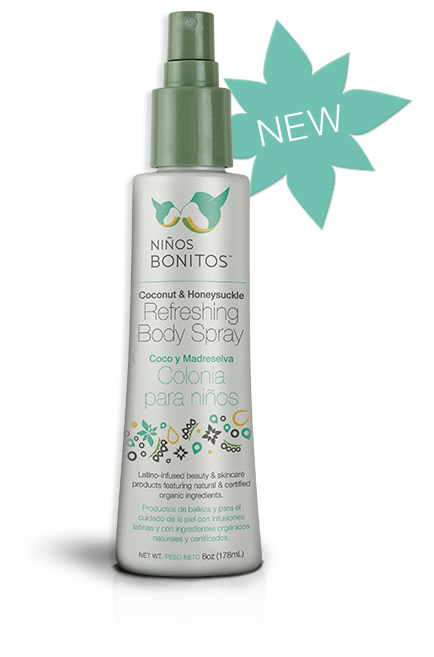 NEW
NIÑOS
BONITOS™
Coconut & Honeysuckle
Refreshing
Body Spray
Coco y Madreselva
Colonia
para niños
Latino-infused beauty & skincare
products featuring natural & certified
organic ingredients.
Productos de belleza y para el
cuidado de la piel con infusiones
latinas y con ingredientes orgánicos
naturales y certificados.
NET WT./PESO NETO 6oz (178mL)